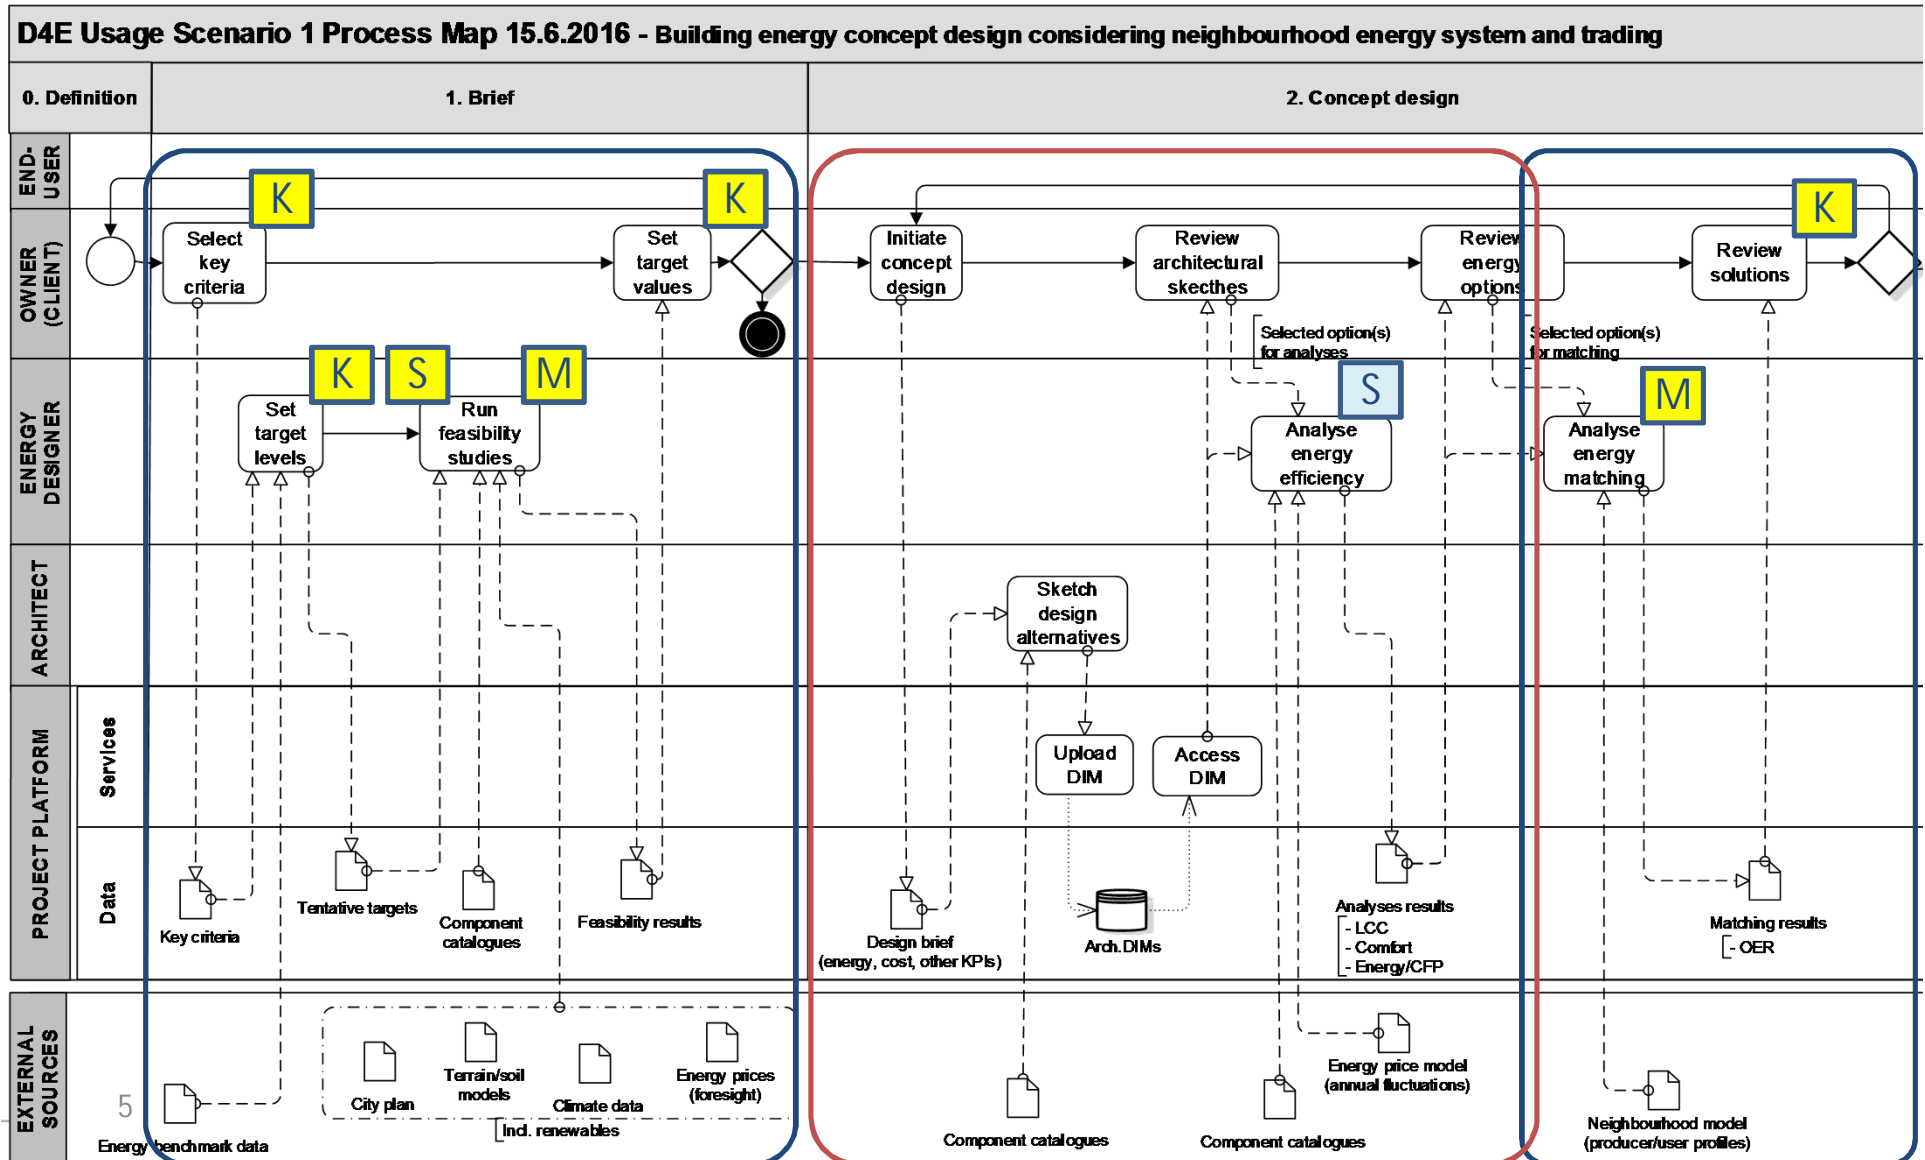 D4E Usage Scenario 1 Process Map 15.6.2016 - Building energy concept design considering neighbourhood energy system and trading
0. Definition
1. Brief
2. Concept design
END-
USER
K
K
K
OWNER
(CLIENT)
Select
key
criteria
Set
target
values
Initiate
concept
design
Review
architectural
skecthes
Review
energy
options
Review
solutions
Selected option(s)
for analyses
Selected option(s)
for matching
ENERGY
DESIGNER
K
S
M
S
M
Set
target
levels
Run
feasibility
studies
Analyse
energy
efficiency
Analyse
energy
matching
ARCHITECT
Sketch
design
alternatives
PROJECT PLATFORM
Services
Upload
DIM
Access
DIM
Data
Key criteria
Tentative targets
Component
catalogues
Feasibility results
Design brief
(energy, cost, other KPIs)
Arch.DIMs
Analyses results
- LCC
- Comfort
- Energy/CFP
Matching results
- OER
EXTERNAL
SOURCES
5
Energy benchmark data
City plan
Terrain/soil
models
Climate data
Energy prices
(foresight)
Incl. renewables
Component catalogues
Component catalogues
Energy price model
(annual fluctuations)
Neighbourhood model
(producer/user profiles)